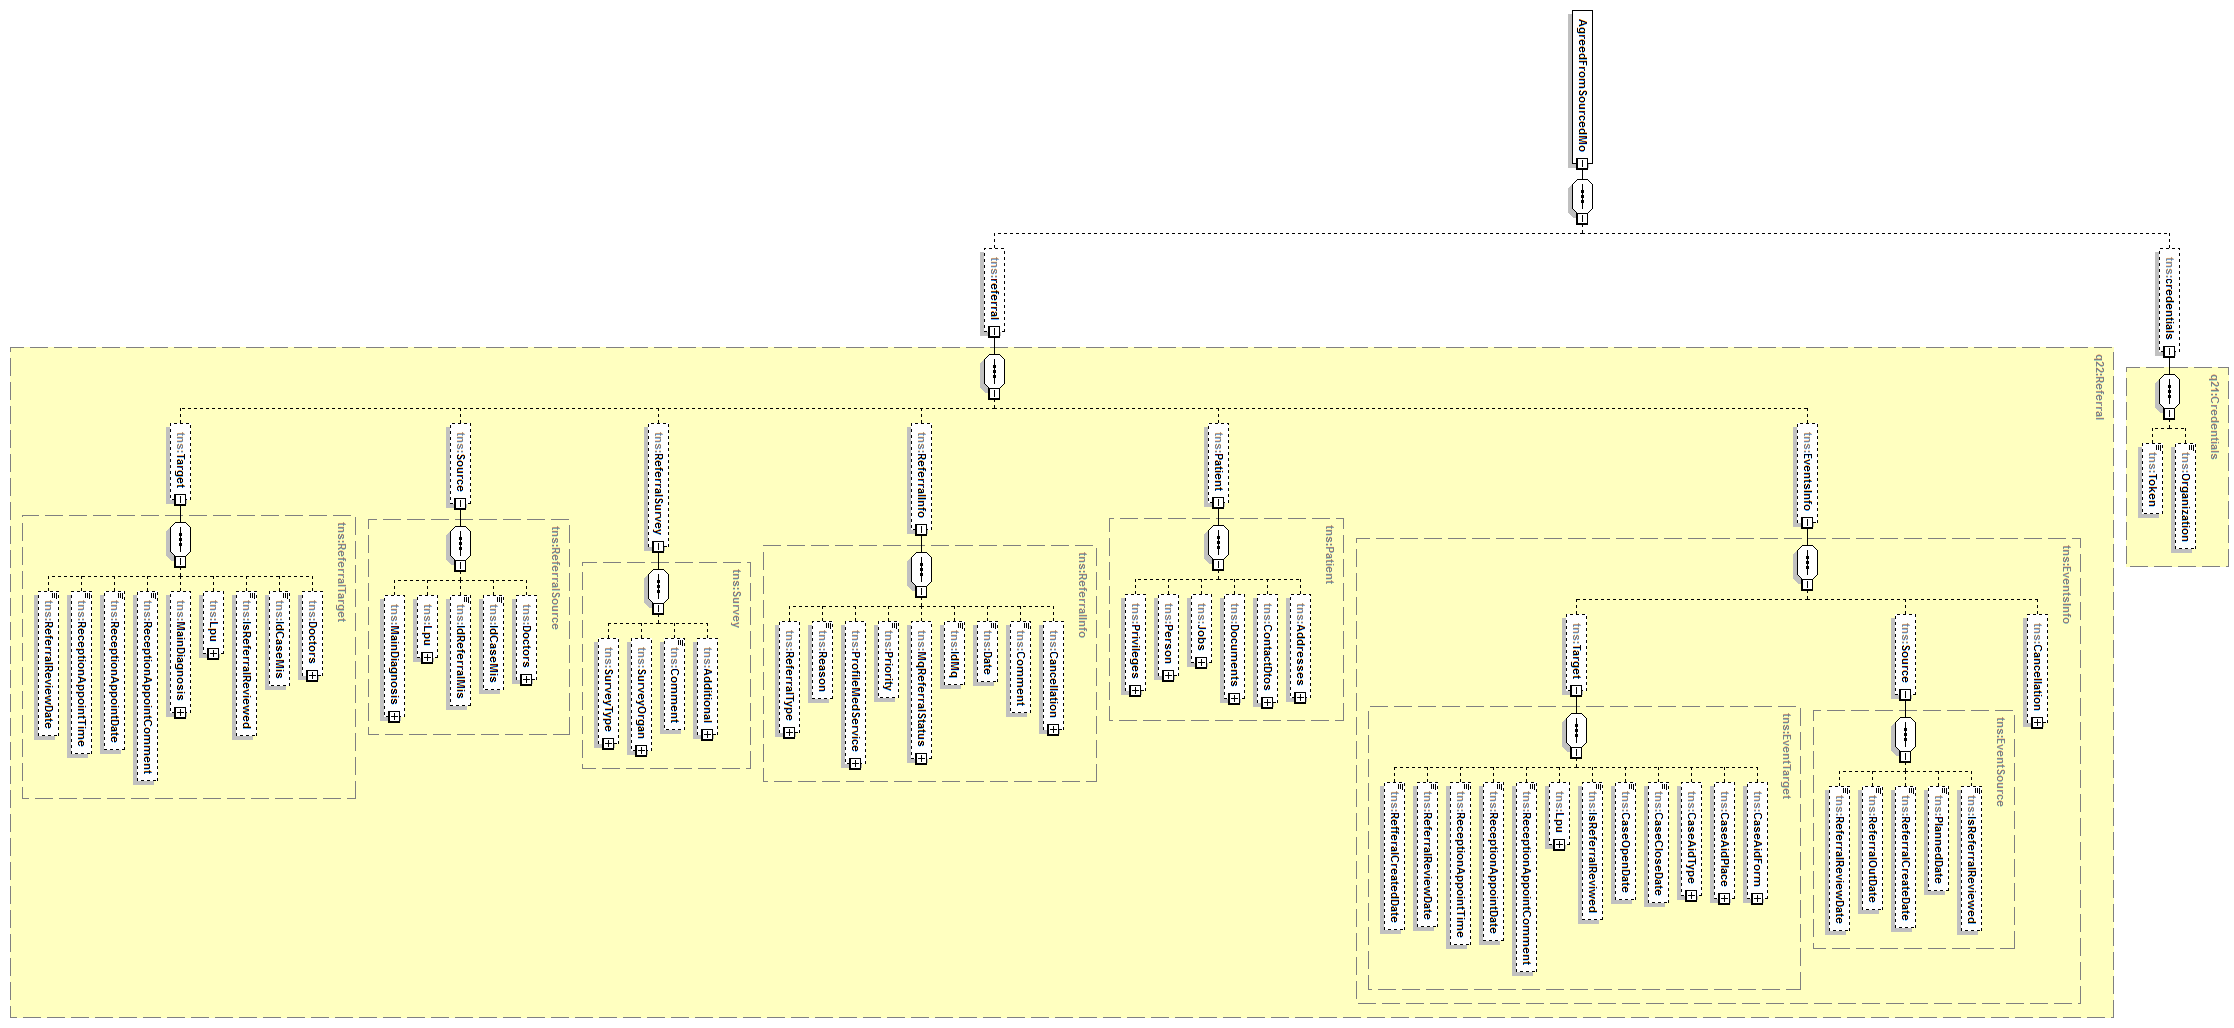 AgreedFromSourcedMo
tns:credentials
q21:Credentials
tns:Organization
tns:Token
tns:referral
q22:Referral
tns:EventsInfo
tns:EventsInfo
tns:Cancellation
tns:Source
tns:EventSource
tns:IsReferralReviewed
tns:PlannedDate
tns:ReferralCreateDate
tns:ReferralOutDate
tns:ReferralReviewDate
tns:Target
tns:EventTarget
tns:CaseAidForm
tns:CaseAidPlace
tns:CaseAidType
tns:CaseCloseDate
tns:CaseOpenDate
tns:IsReferralReviwed
tns:Lpu
tns:ReceptionAppointComment
tns:ReceptionAppointDate
tns:ReceptionAppointTime
tns:ReferralReviewDate
tns:RefferalCreatedDate
tns:Patient
tns:Patient
tns:Addresses
tns:ContactDtos
tns:Documents
tns:Jobs
tns:Person
tns:Privileges
tns:ReferralInfo
tns:ReferralInfo
tns:Cancellation
tns:Comment
tns:Date
tns:IdMq
tns:MqReferralStatus
tns:Priority
tns:ProfileMedService
tns:Reason
tns:ReferralType
tns:ReferralSurvey
tns:Survey
tns:Additional
tns:Comment
tns:SurveyOrgan
tns:SurveyType
tns:Source
tns:ReferralSource
tns:Doctors
tns:IdCaseMis
tns:IdReferralMis
tns:Lpu
tns:MainDiagnosis
tns:Target
tns:ReferralTarget
tns:Doctors
tns:IdCaseMis
tns:IsReferralReviewed
tns:Lpu
tns:MainDiagnosis
tns:ReceptionAppointComment
tns:ReceptionAppointDate
tns:ReceptionAppointTime
tns:ReferralReviewDate